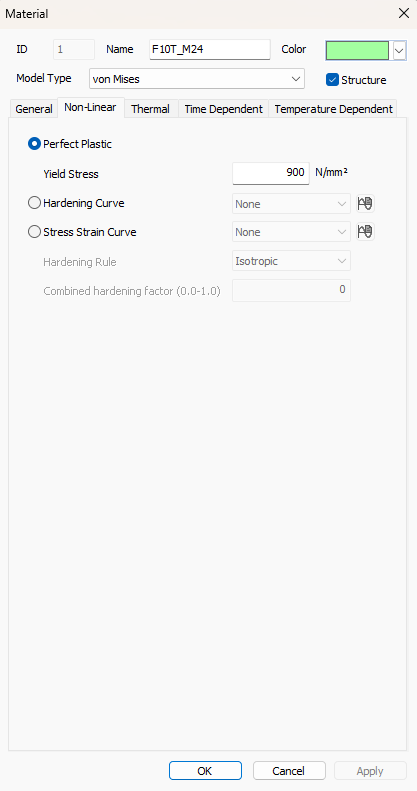 Material
ID 1 Name F10T_M24 Color
Model Type von Mises Structure
General Non-Linear Thermal Time Dependent Temperature Dependent
Perfect Plastic
Yield Stress 900 N/mm²
Hardening Curve None
Stress Strain Curve None
Hardening Rule Isotropic
Combined hardening factor (0.0-1.0) 0
OK Cancel Apply